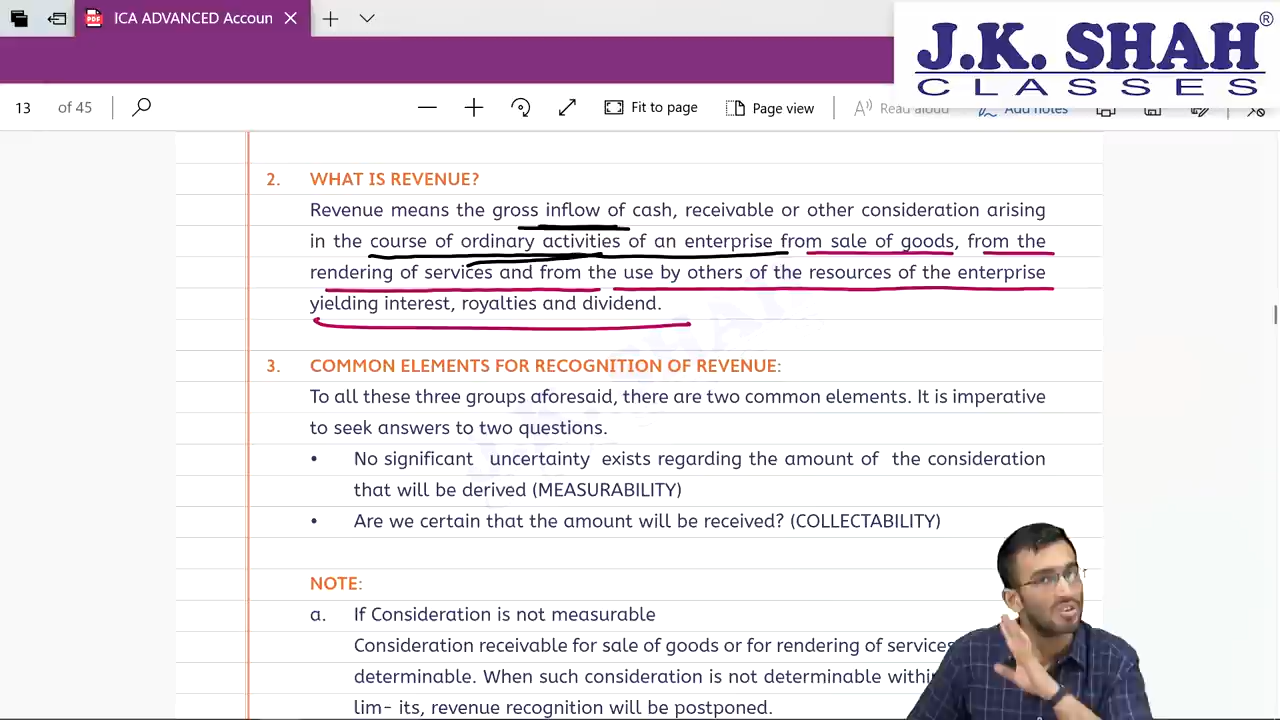 ICA ADVANCED Accoun
J.K. SHAH®
CLASSES
13 of 45
Fit to page
Page view
Read aloud
Add notes
2. WHAT IS REVENUE?
Revenue means the gross inflow of cash, receivable or other consideration arising
in the course of ordinary activities of an enterprise from sale of goods, from the
rendering of services and from the use by others of the resources of the enterprise
yielding interest, royalties and dividend.
3. COMMON ELEMENTS FOR RECOGNITION OF REVENUE:
To all these three groups aforesaid, there are two common elements. It is imperative
to seek answers to two questions.
• No significant uncertainty exists regarding the amount of the consideration
that will be derived (MEASURABILITY)
• Are we certain that the amount will be received? (COLLECTABILITY)
NOTE:
a. If Consideration is not measurable
Consideration receivable for sale of goods or for rendering of services
determinable. When such consideration is not determinable within
lim- its, revenue recognition will be postponed.